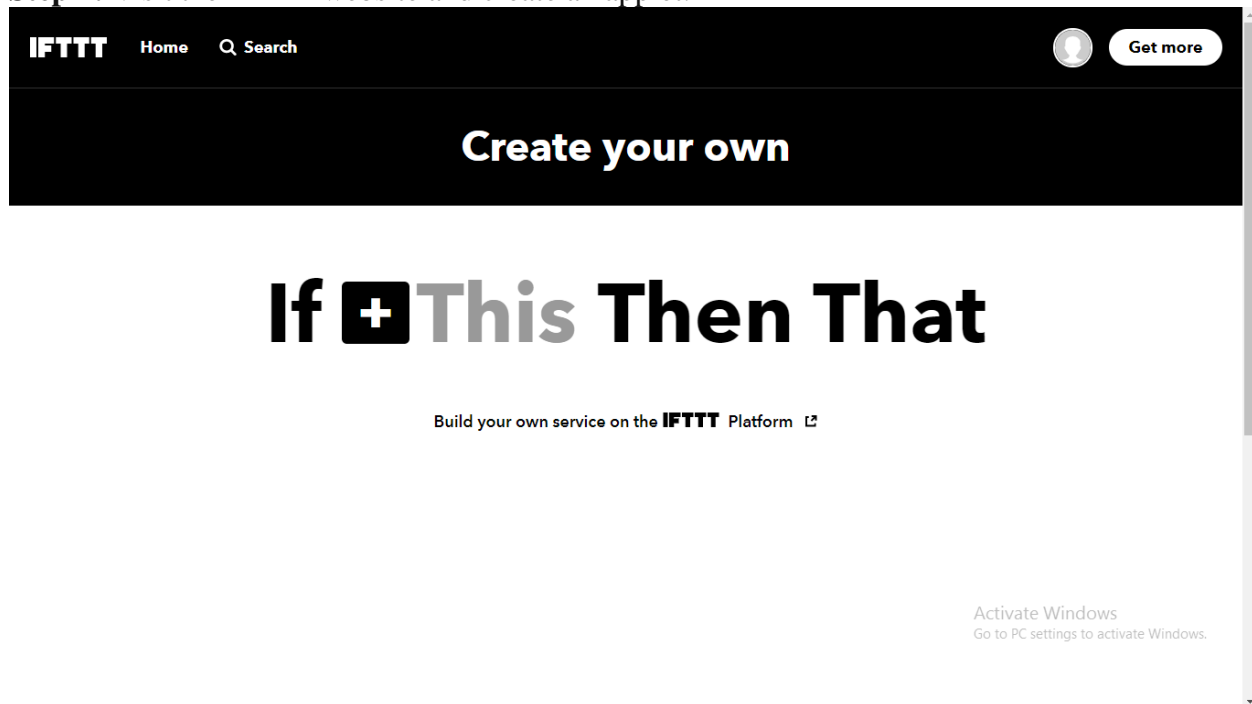 IFTTT Home Search Get more
Create your own
If + This Then That
Build your own service on the IFTTT Platform
Activate Windows
Go to PC settings to activate Windows.